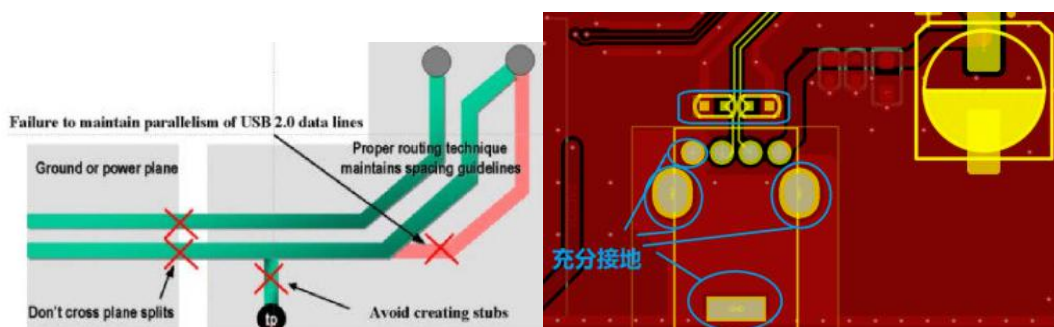 Failure to maintain parallelism of USB 2.0 data lines
Ground or power plane
Proper routing technique
maintains spacing guidelines
Don't cross plane splits
Avoid creating stubs
tp
充分接地